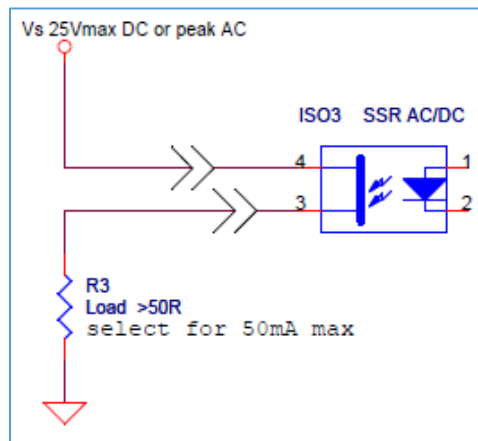 Vs 25Vmax DC or peak AC
ISO3 SSR AC/DC
4 1
3 2
R3
Load >50R
select for 50mA max